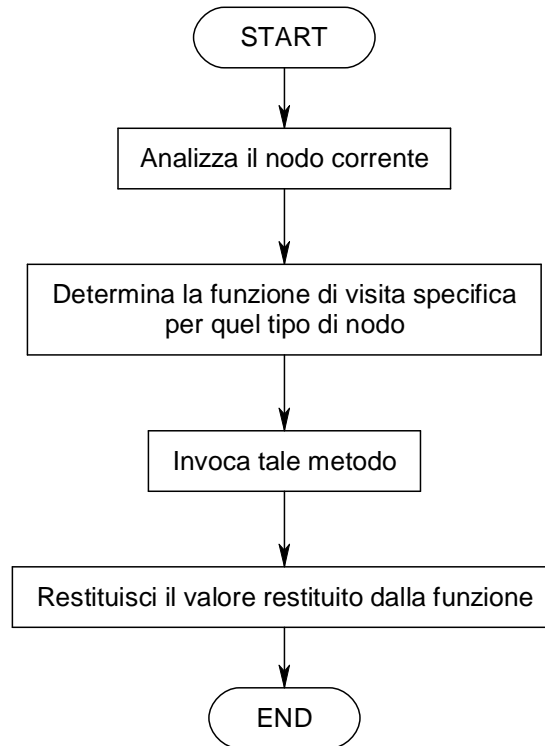 START
Analizza il nodo corrente
Determina la funzione di visita specifica
per quel tipo di nodo
Invoca tale metodo
Restituisci il valore restituito dalla funzione
END